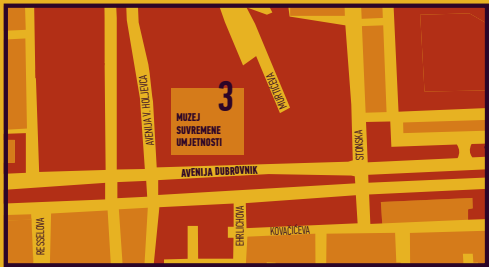 3
MUZEJ
SUVREMENE
UMJETNOSTI
AVENIJA V. HOLJEVCA
MURTIĆEVA
STONSKA
AVENIJA DUBROVNIK
RESSELOVA
EHRLICHOVA
KOVAČIĆEVA